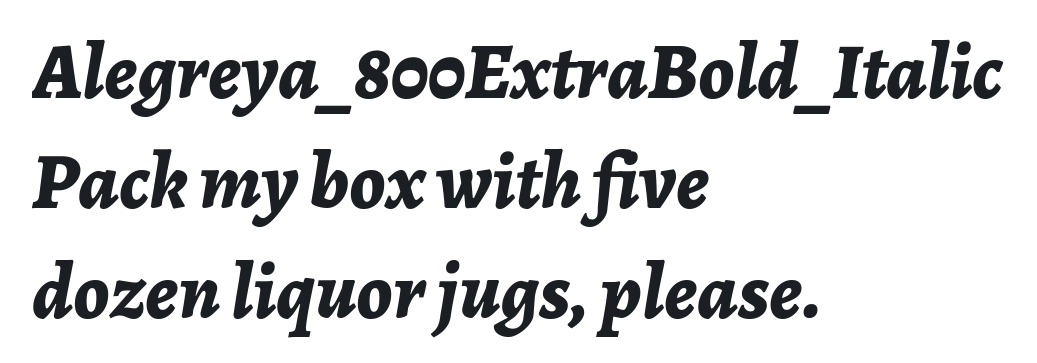 Alegreya_800ExtraBold_Italic
Pack my box with five
dozen liquor jugs, please.